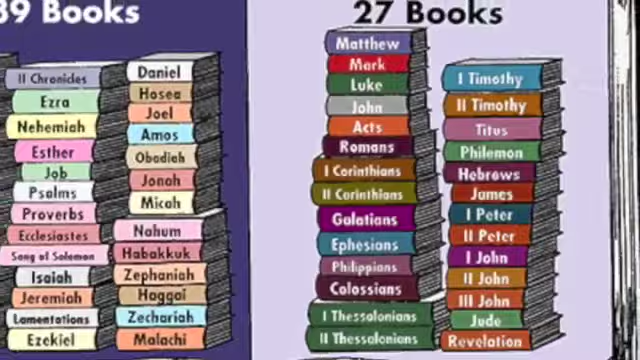 39 Books
II Chronicles
Ezra
Nehemiah
Esther
Job
Psalms
Proverbs
Ecclesiastes
Song of Solomon
Isaiah
Jeremiah
Lamentations
Ezekiel
Daniel
Hosea
Joel
Amos
Obadiah
Jonah
Micah
Nahum
Habakkuk
Zephaniah
Haggai
Zechariah
Malachi
27 Books
Matthew
Mark
Luke
John
Acts
Romans
I Corinthians
II Corinthians
Galatians
Ephesians
Philippians
Colossians
I Thessalonians
II Thessalonians
I Timothy
II Timothy
Titus
Philemon
Hebrews
James
I Peter
II Peter
I John
II John
III John
Jude
Revelation